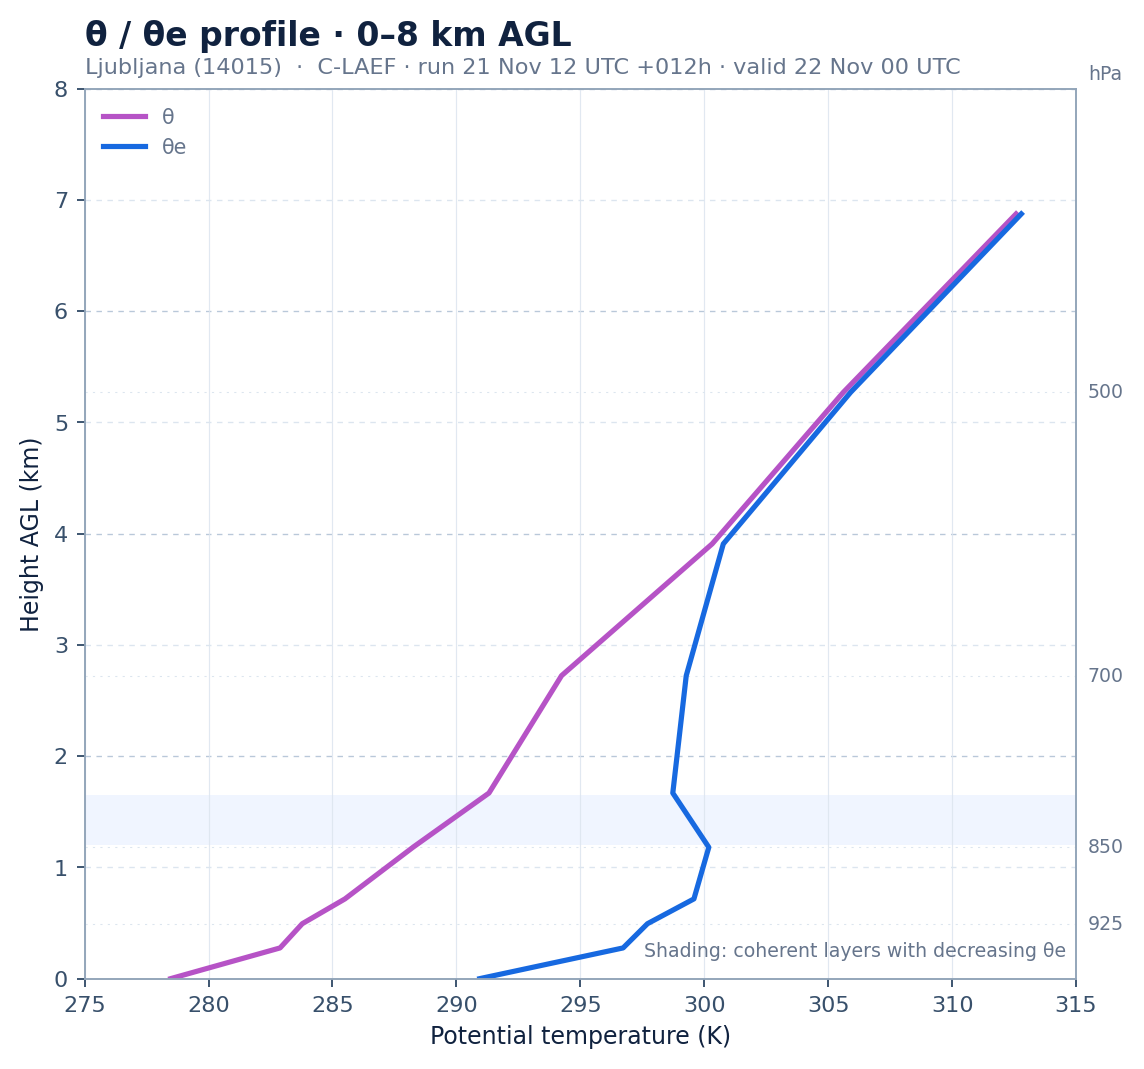 θ / θe profile · 0–8 km AGL
Ljubljana (14015)  ·  C-LAEF · run 21 Nov 12 UTC +012h · valid 22 Nov 00 UTC
hPa
θ
θe
8
7
6
5
4
3
2
1
0
Height AGL (km)
500
700
850
925
Shading: coherent layers with decreasing θe
275 280 285 290 295 300 305 310 315
Potential temperature (K)